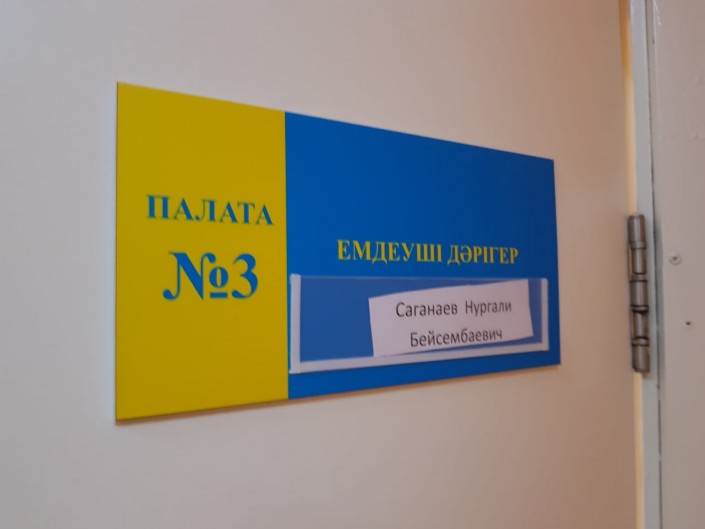 ПАЛАТА
№3
ЕМДЕУШІ ДӘРІГЕР
Саганаев Нургали
Бейсембаевич